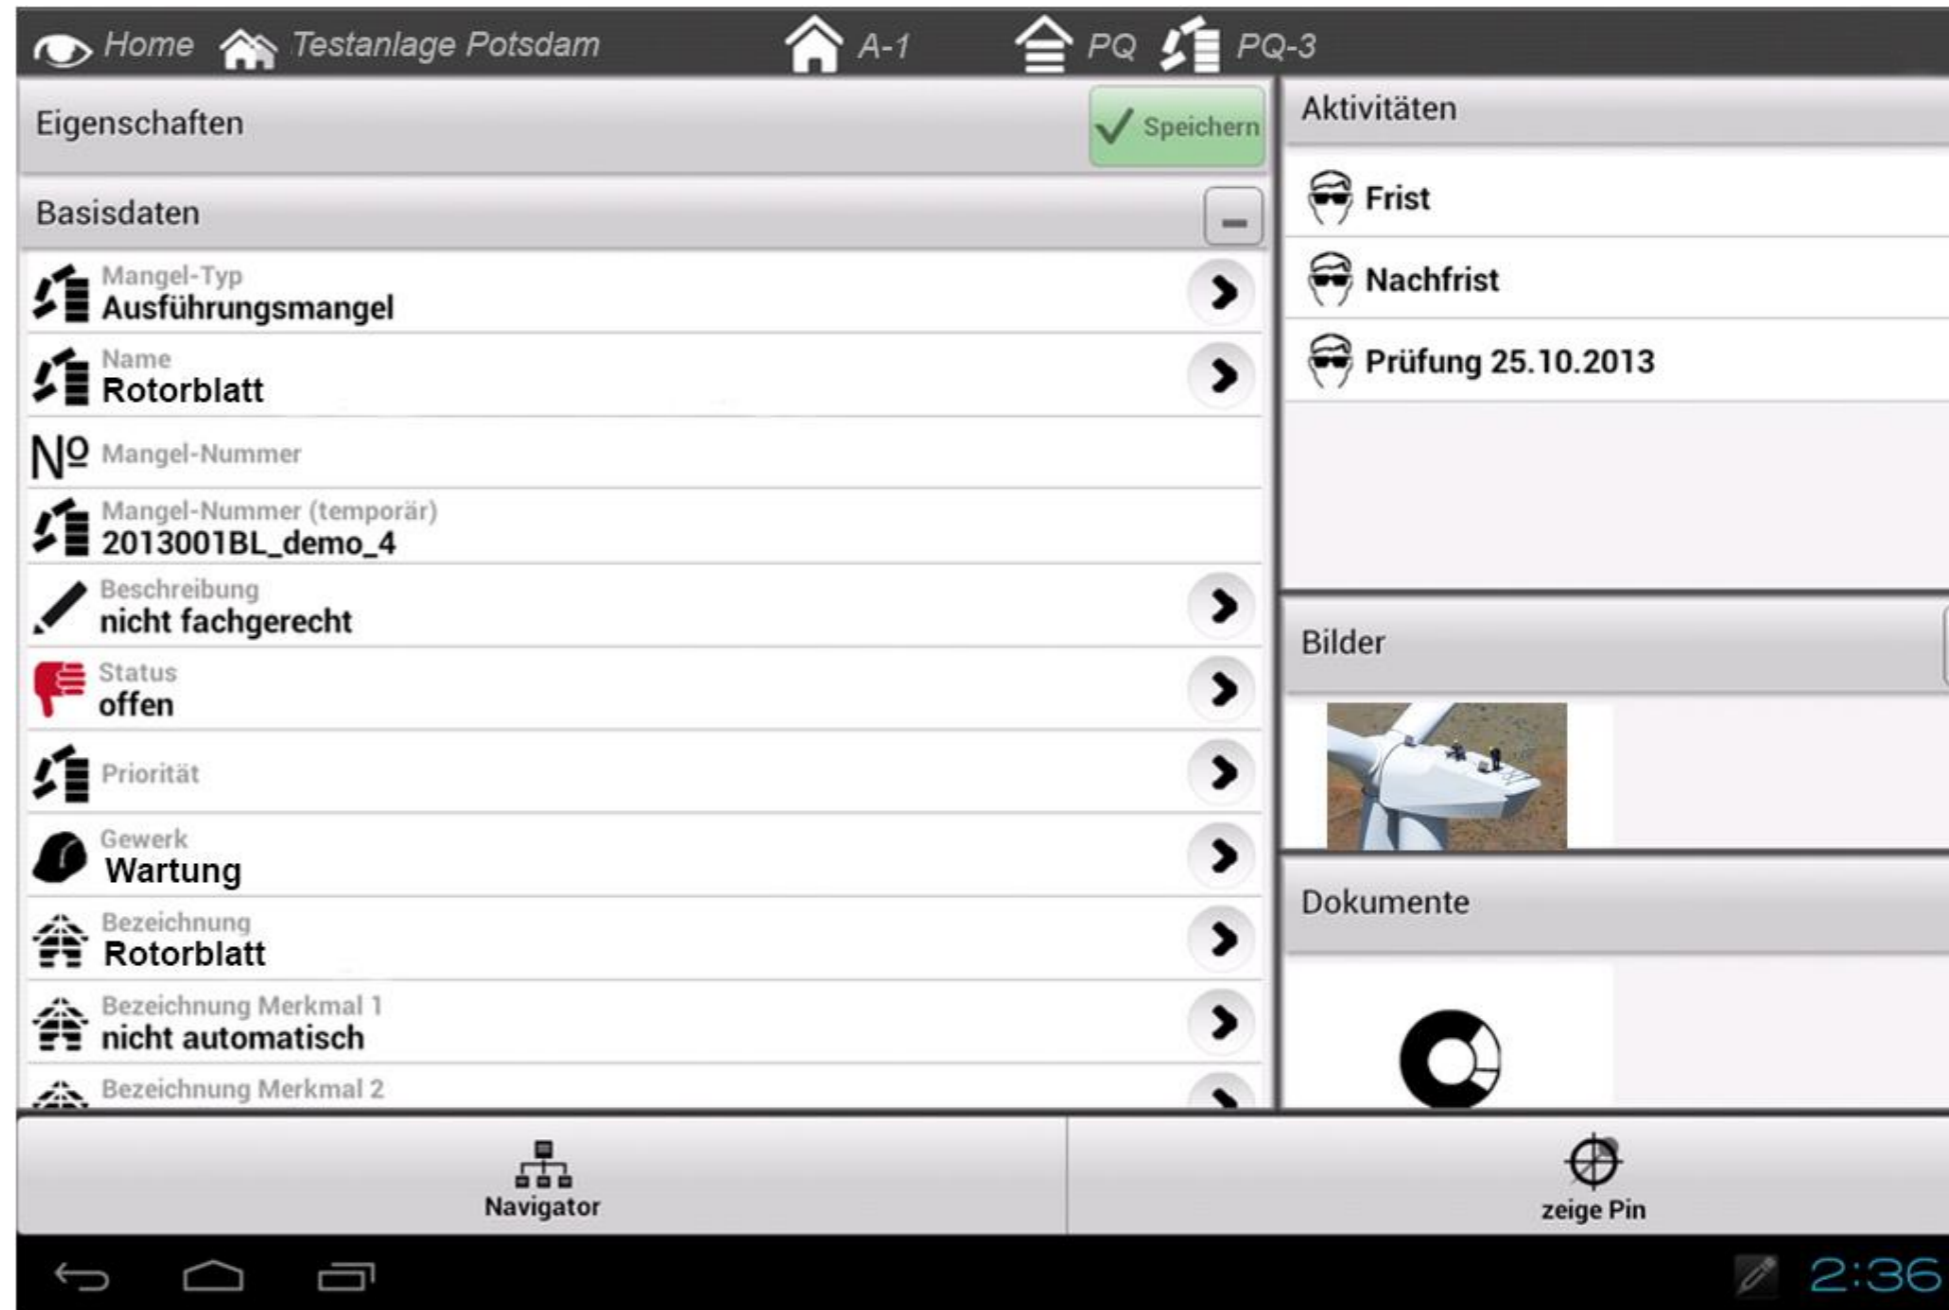 Home Testanlage Potsdam A-1 PQ PQ-3
Eigenschaften
Speichern
Basisdaten
Mangel-Typ
Ausführungsmangel
Name
Rotorblatt
Nº Mangel-Nummer
Mangel-Nummer (temporär)
2013001BL_demo_4
Beschreibung
nicht fachgerecht
Status
offen
Priorität
Gewerk
Wartung
Bezeichnung
Rotorblatt
Bezeichnung Merkmal 1
nicht automatisch
Bezeichnung Merkmal 2
Aktivitäten
Frist
Nachfrist
Prüfung 25.10.2013
Bilder
Dokumente
Navigator
zeige Pin
2:36